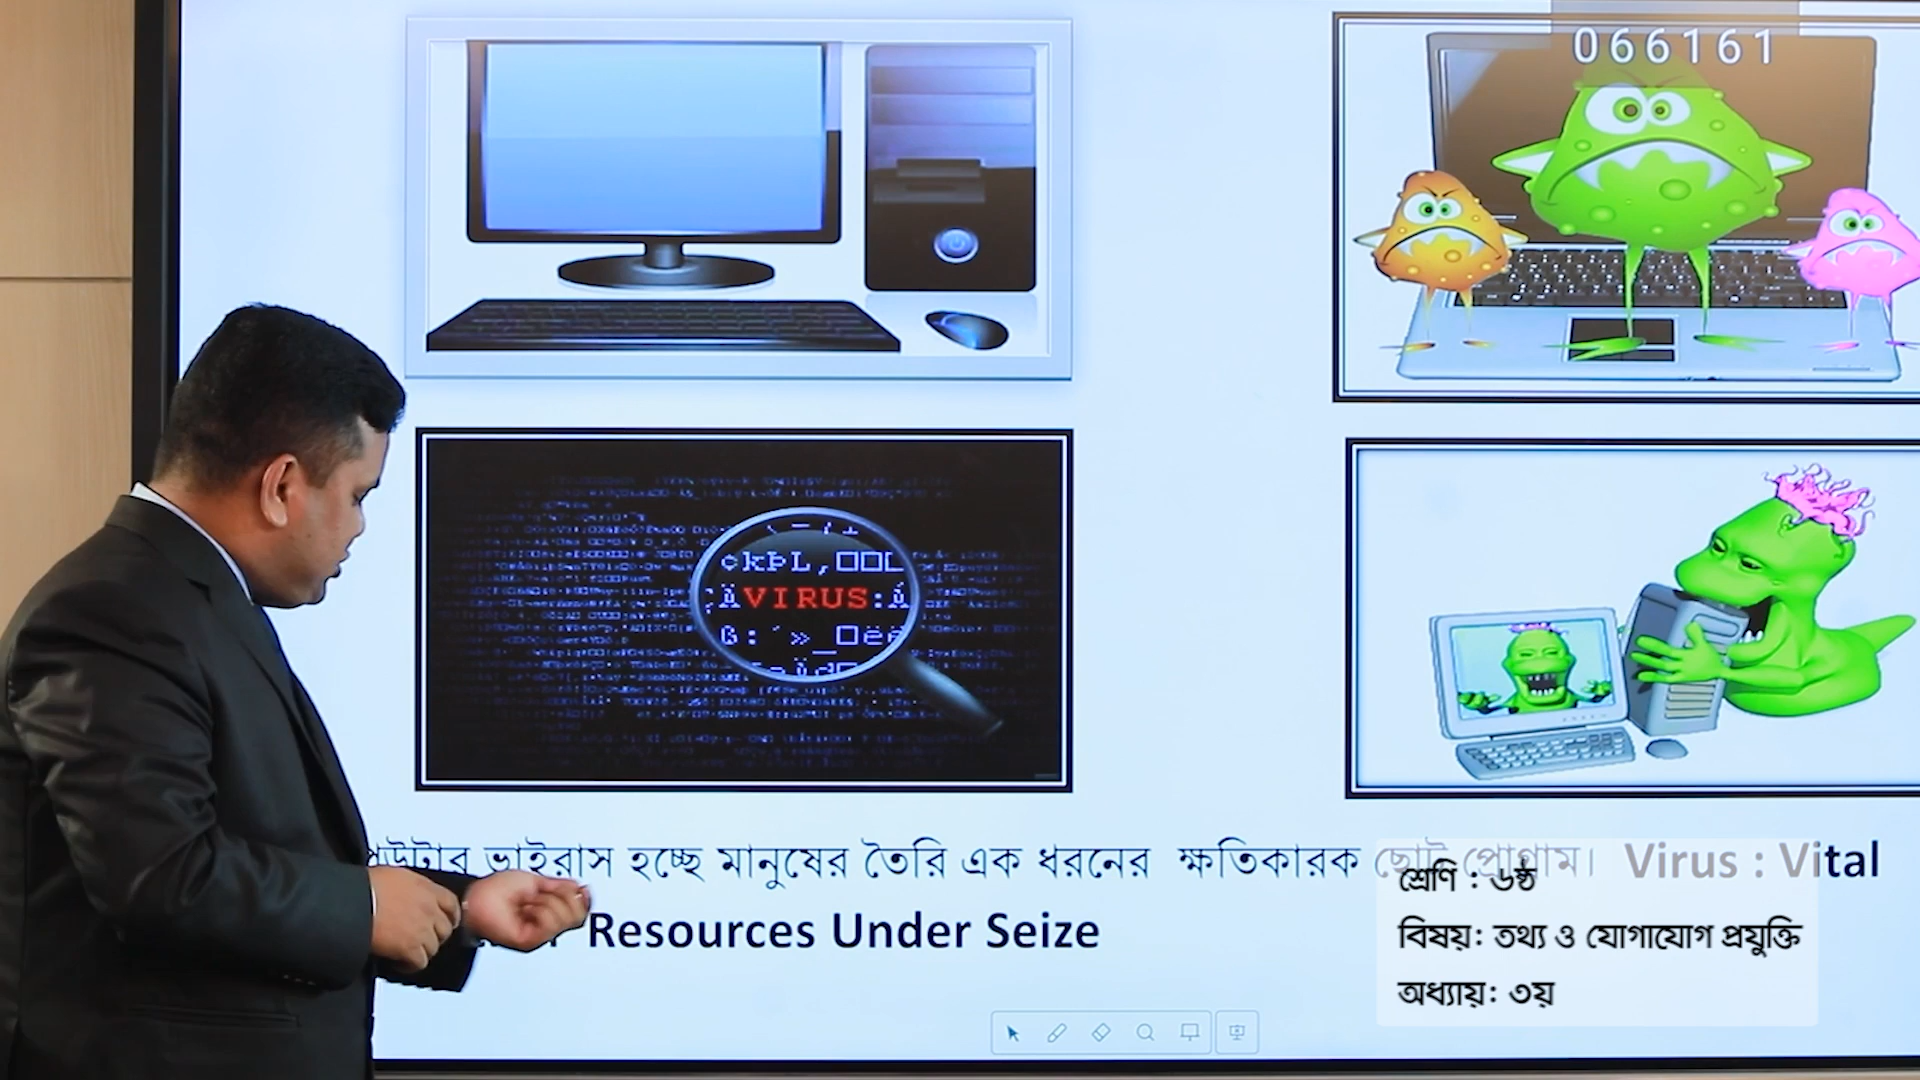 066161
ckÞL,
VIRUS:
ভাইরাস হচ্ছে মানুষের তৈরি এক ধরনের ক্ষতিকারক ছোট প্রোগ্রাম। Virus : Vital
Resources Under Seize
শ্রেণি : ৬ষ্ঠ
বিষয়: তথ্য ও যোগাযোগ প্রযুক্তি
অধ্যায়: ৩য়